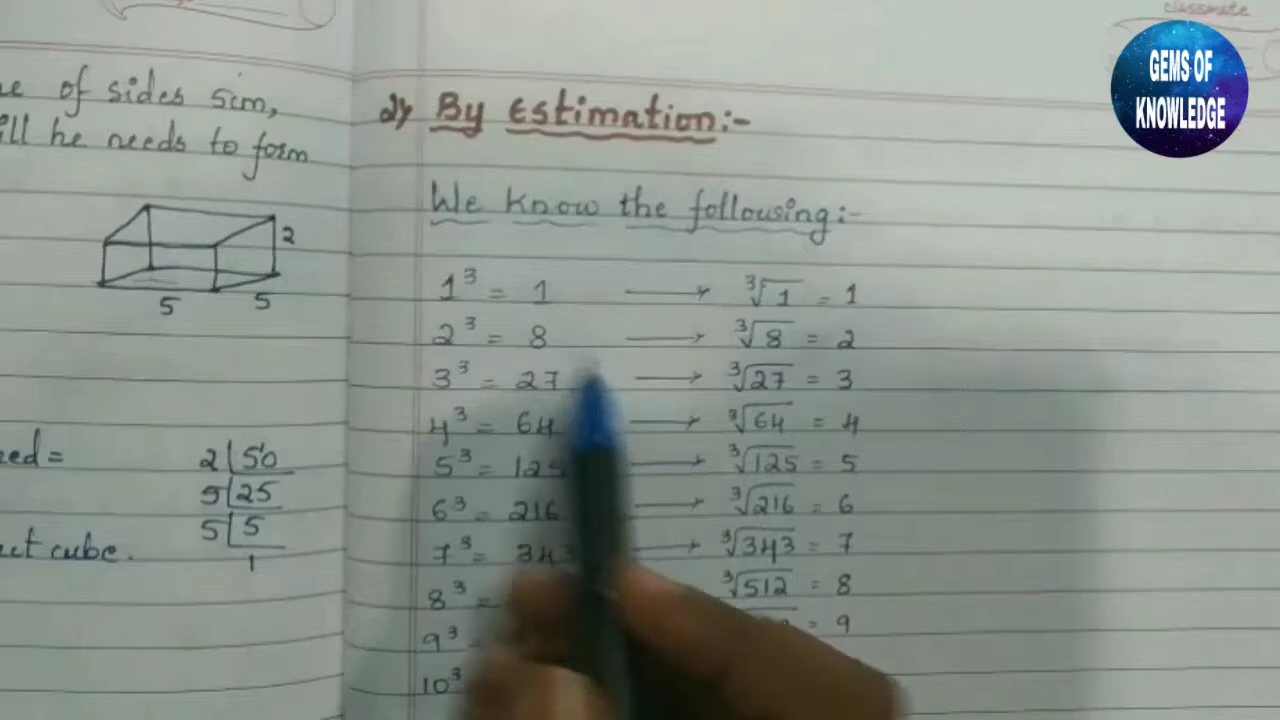 classmate
GEMS OF
KNOWLEDGE
of sides 5cm,
he needs to form
2
5 5
2 50
5 25
5 5
1
cube.
2) By Estimation:-
We Know the following:-
1³ = 1 → ∛1 = 1
2³ = 8 → ∛8 = 2
3³ = 27 → ∛27 = 3
4³ = 64 → ∛64 = 4
5³ = 125 → ∛125 = 5
6³ = 216 → ∛216 = 6
7³ = 343 → ∛343 = 7
8³ = ∛512 = 8
9³ = 9
10³